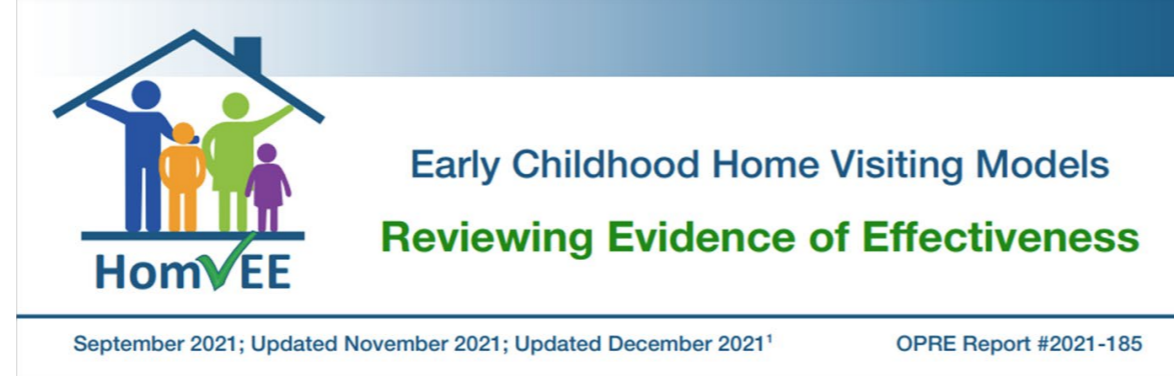 Early Childhood Home Visiting Models
Reviewing Evidence of Effectiveness
HomVEE
September 2021; Updated November 2021; Updated December 2021¹
OPRE Report #2021-185